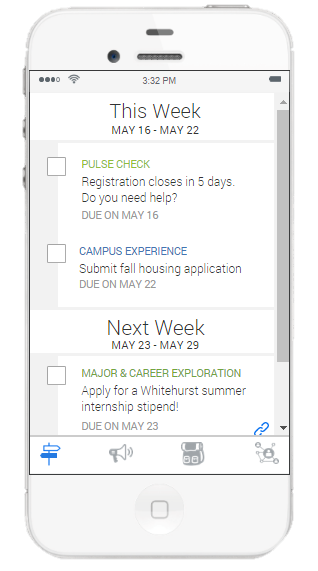 3:32 PM
This Week
MAY 16 - MAY 22
PULSE CHECK
Registration closes in 5 days.
Do you need help?
DUE ON MAY 16
CAMPUS EXPERIENCE
Submit fall housing application
DUE ON MAY 22
Next Week
MAY 23 - MAY 29
MAJOR & CAREER EXPLORATION
Apply for a Whitehurst summer
internship stipend!
DUE ON MAY 23